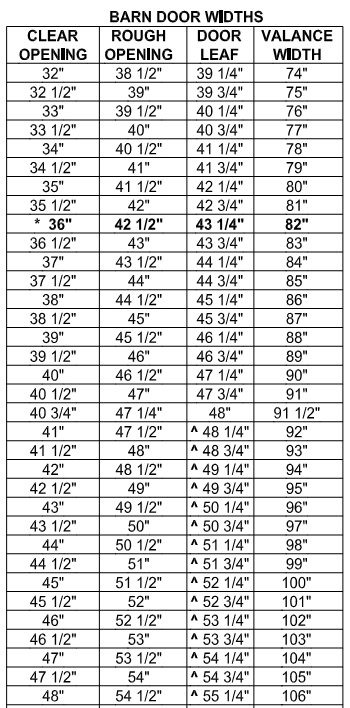 BARN DOOR WIDTHS
CLEAR OPENING ROUGH OPENING DOOR LEAF VALANCE WIDTH
32" 38 1/2" 39 1/4" 74"
32 1/2" 39" 39 3/4" 75"
33" 39 1/2" 40 1/4" 76"
33 1/2" 40" 40 3/4" 77"
34" 40 1/2" 41 1/4" 78"
34 1/2" 41" 41 3/4" 79"
35" 41 1/2" 42 1/4" 80"
35 1/2" 42" 42 3/4" 81"
* 36" 42 1/2" 43 1/4" 82"
36 1/2" 43" 43 3/4" 83"
37" 43 1/2" 44 1/4" 84"
37 1/2" 44" 44 3/4" 85"
38" 44 1/2" 45 1/4" 86"
38 1/2" 45" 45 3/4" 87"
39" 45 1/2" 46 1/4" 88"
39 1/2" 46" 46 3/4" 89"
40" 46 1/2" 47 1/4" 90"
40 1/2" 47" 47 3/4" 91"
40 3/4" 47 1/4" 48" 91 1/2"
41" 47 1/2" ^ 48 1/4" 92"
41 1/2" 48" ^ 48 3/4" 93"
42" 48 1/2" ^ 49 1/4" 94"
42 1/2" 49" ^ 49 3/4" 95"
43" 49 1/2" ^ 50 1/4" 96"
43 1/2" 50" ^ 50 3/4" 97"
44" 50 1/2" ^ 51 1/4" 98"
44 1/2" 51" ^ 51 3/4" 99"
45" 51 1/2" ^ 52 1/4" 100"
45 1/2" 52" ^ 52 3/4" 101"
46" 52 1/2" ^ 53 1/4" 102"
46 1/2" 53" ^ 53 3/4" 103"
47" 53 1/2" ^ 54 1/4" 104"
47 1/2" 54" ^ 54 3/4" 105"
48" 54 1/2" ^ 55 1/4" 106"